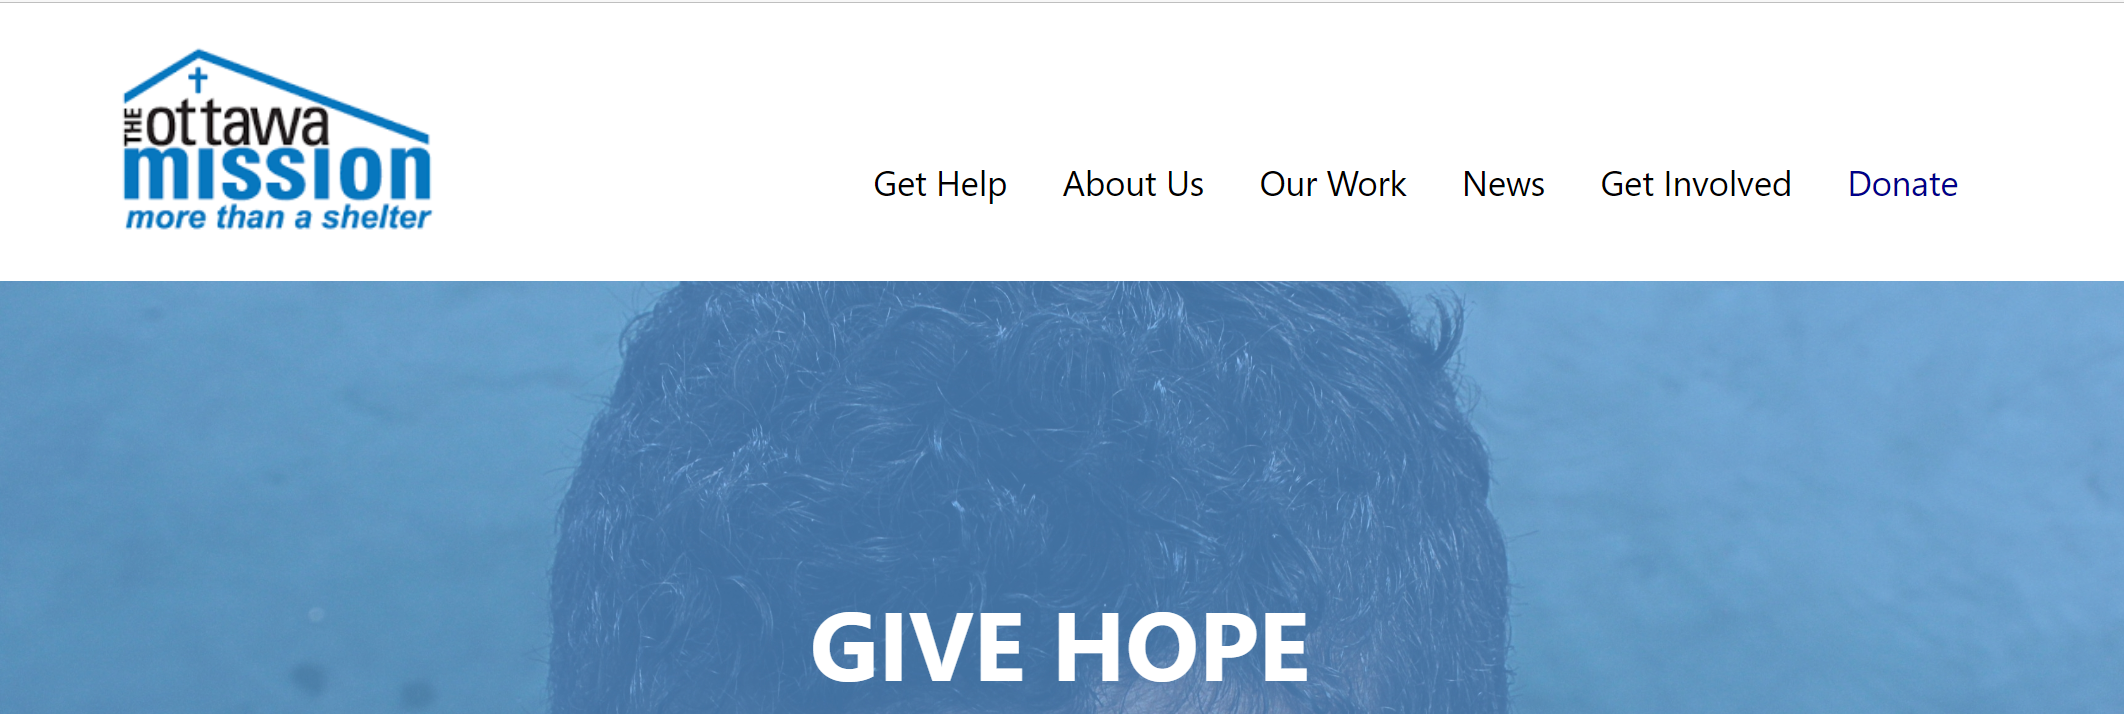 THE ottawa
mission
more than a shelter
Get Help About Us Our Work News Get Involved Donate
GIVE HOPE